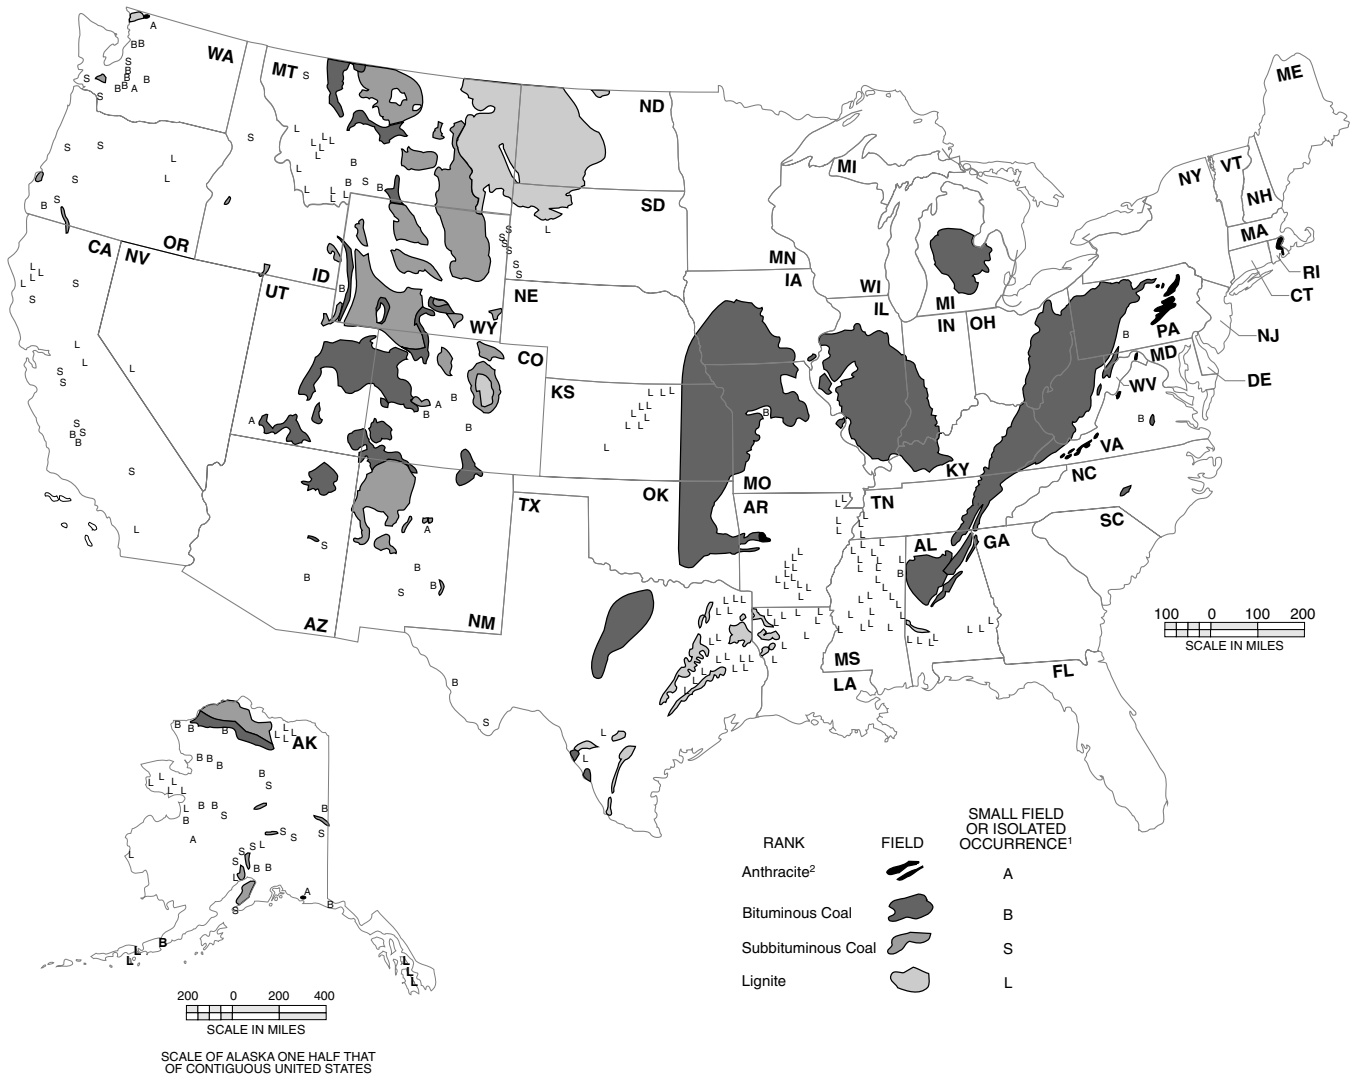 WA
MT
ND
ME
MI
VT
NY
NH
SD
MA
OR
CA
NV
ID
UT
MN
IA
WI
IL
MI
IN
OH
RI
CT
NE
WY
CO
PA
NJ
MD
DE
KS
WV
VA
MO
KY
NC
OK
AR
TN
TX
SC
AL
GA
AZ
NM
MS
LA
FL
AK
A
B
S
L
100 0 100 200
SCALE IN MILES
RANK
FIELD
SMALL FIELD
OR ISOLATED
OCCURRENCE¹
Anthracite² A
Bituminous Coal B
Subbituminous Coal S
Lignite L
200 0 200 400
SCALE IN MILES
SCALE OF ALASKA ONE HALF THAT
OF CONTIGUOUS UNITED STATES